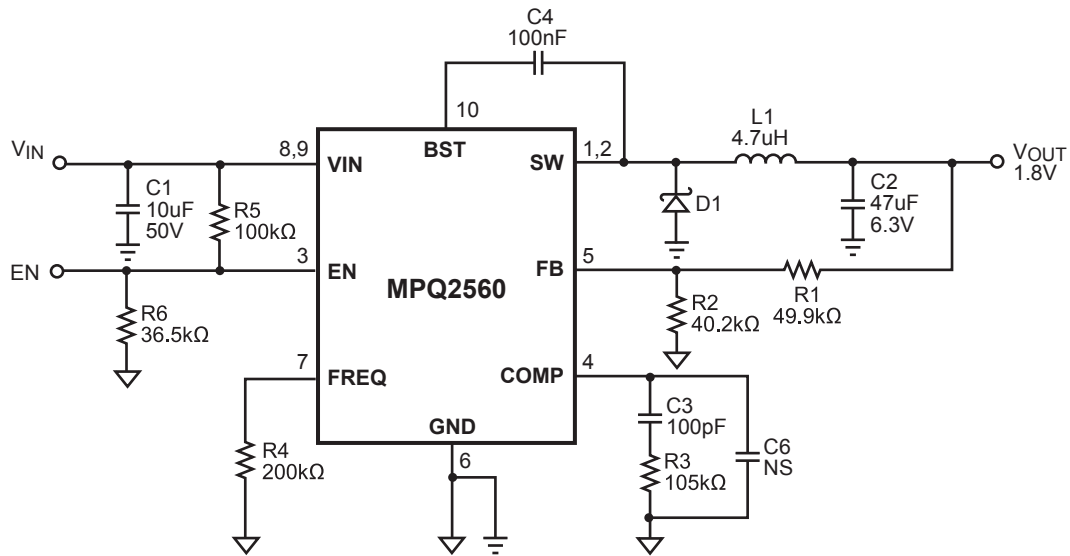 C4
100nF
10
L1
4.7uH
VIN
8,9
VIN
BST
SW
1,2
VOUT
1.8V
C1
10uF
50V
R5
100kΩ
D1
C2
47uF
6.3V
EN
3
EN
MPQ2560
FB
5
R6
36.5kΩ
R2
40.2kΩ
R1
49.9kΩ
7
FREQ
COMP
4
GND
C3
100pF
R4
200kΩ
6
R3
105kΩ
C6
NS